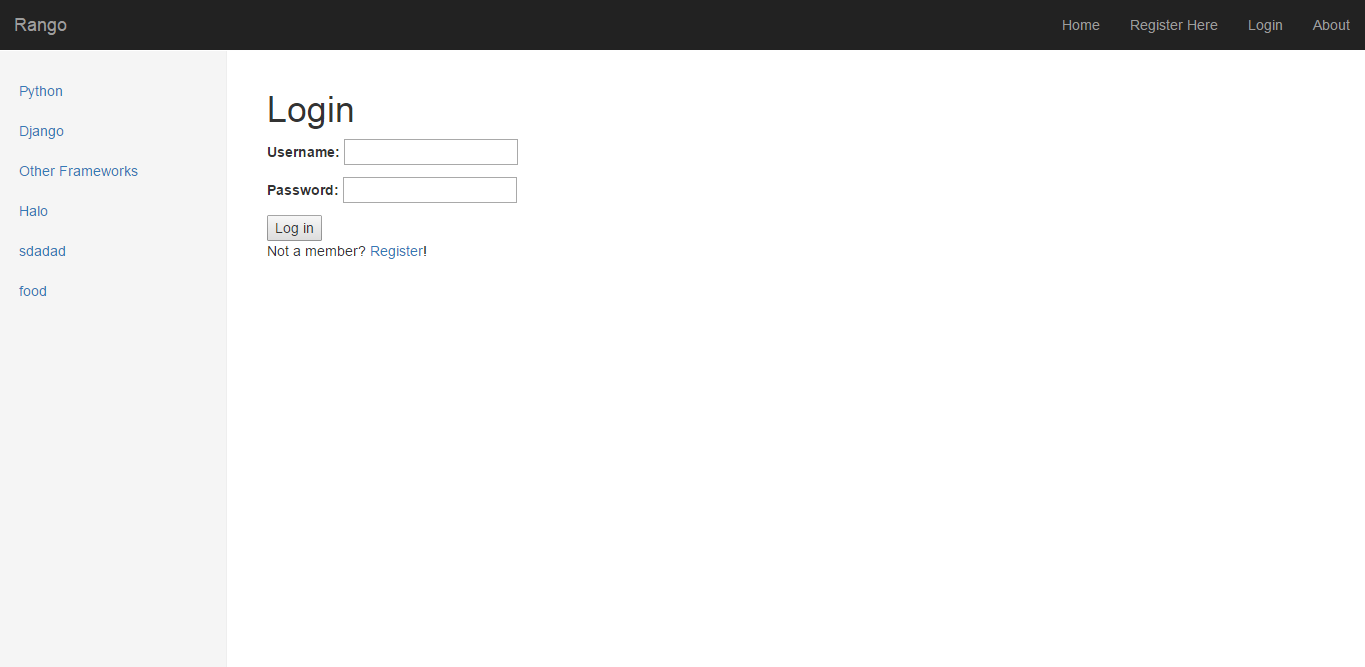 Rango Home Register Here Login About
Python
Django
Other Frameworks
Halo
sdadad
food
Login
Username:
Password:
Log in
Not a member? Register!